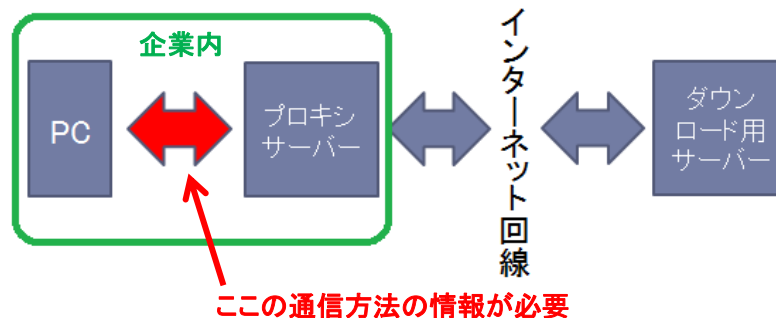 企業内
PC
プロキシ
サーバー
インターネット回線
ダウン
ロード用
サーバー
ここの通信方法の情報が必要